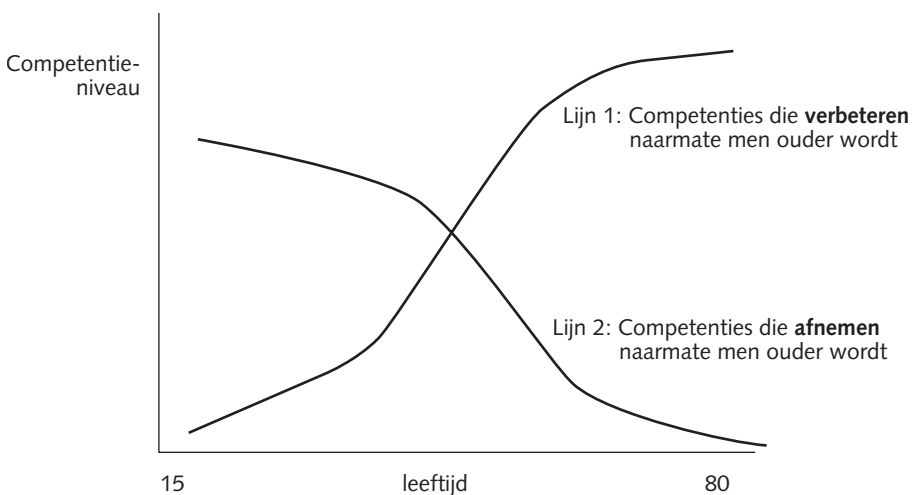 Competentie-
niveau
Lijn 1: Competenties die verbeteren
naarmate men ouder wordt
Lijn 2: Competenties die afnemen
naarmate men ouder wordt
15 leeftijd 80